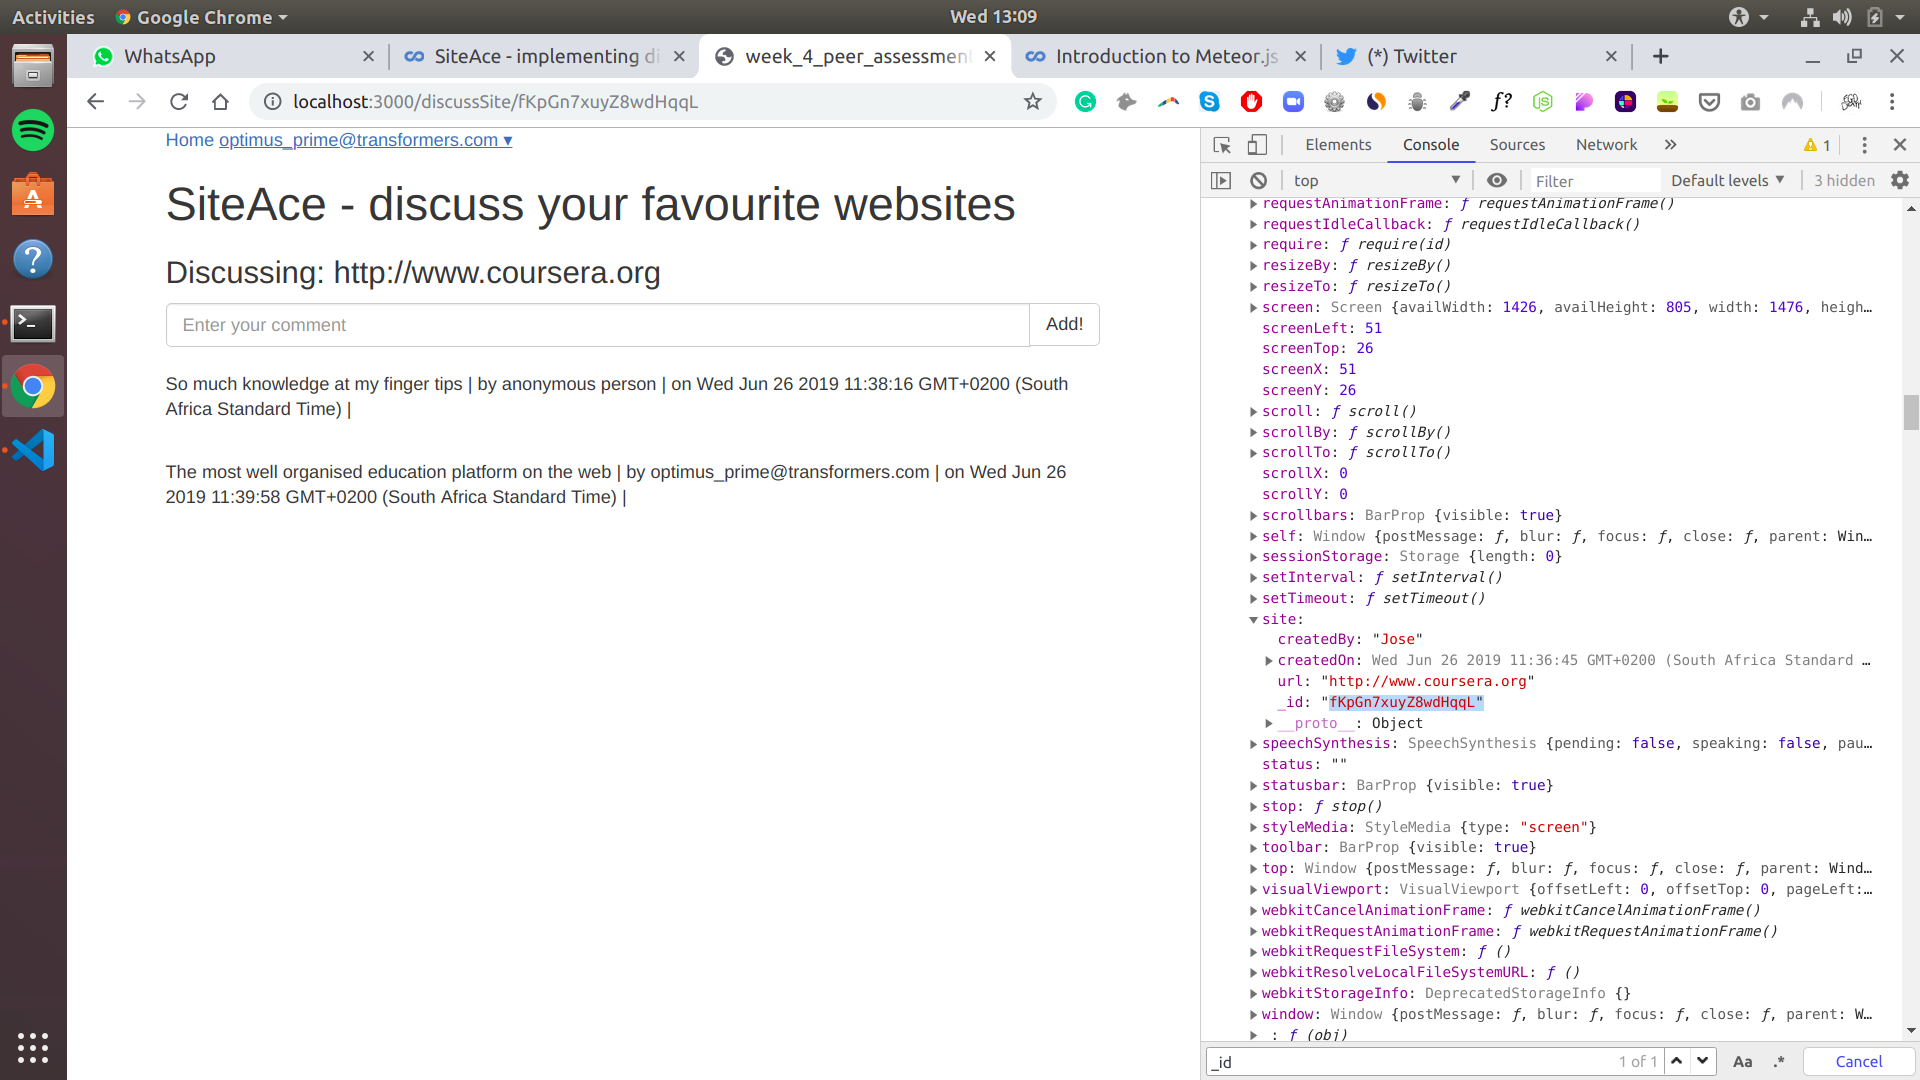 Activities
Google Chrome
Wed 13:09
WhatsApp
SiteAce - implementing di
week_4_peer_assessment
Introduction to Meteor.js
(*) Twitter
localhost:3000/discussSite/fKpGn7xuyZ8wdHqqL
Home optimus_prime@transformers.com ▾
SiteAce - discuss your favourite websites
Discussing: http://www.coursera.org
Enter your comment
Add!
So much knowledge at my finger tips | by anonymous person | on Wed Jun 26 2019 11:38:16 GMT+0200 (South
Africa Standard Time) |
The most well organised education platform on the web | by optimus_prime@transformers.com | on Wed Jun 26
2019 11:39:58 GMT+0200 (South Africa Standard Time) |
Elements Console Sources Network » 1
top Filter Default levels ▼ 3 hidden
requestAnimationFrame: ƒ requestAnimationFrame()
requestIdleCallback: ƒ requestIdleCallback()
require: ƒ require(id)
resizeBy: ƒ resizeBy()
resizeTo: ƒ resizeTo()
screen: Screen {availWidth: 1426, availHeight: 805, width: 1476, heigh…
screenLeft: 51
screenTop: 26
screenX: 51
screenY: 26
scroll: ƒ scroll()
scrollBy: ƒ scrollBy()
scrollTo: ƒ scrollTo()
scrollX: 0
scrollY: 0
scrollbars: BarProp {visible: true}
self: Window {postMessage: ƒ, blur: ƒ, focus: ƒ, close: ƒ, parent: Win…
sessionStorage: Storage {length: 0}
setInterval: ƒ setInterval()
setTimeout: ƒ setTimeout()
site:
createdBy: "Jose"
createdOn: Wed Jun 26 2019 11:36:45 GMT+0200 (South Africa Standard …
url: "http://www.coursera.org"
_id: "fKpGn7xuyZ8wdHqqL"
__proto__: Object
speechSynthesis: SpeechSynthesis {pending: false, speaking: false, pau…
status: ""
statusbar: BarProp {visible: true}
stop: ƒ stop()
styleMedia: StyleMedia {type: "screen"}
toolbar: BarProp {visible: true}
top: Window {postMessage: ƒ, blur: ƒ, focus: ƒ, close: ƒ, parent: Wind…
visualViewport: VisualViewport {offsetLeft: 0, offsetTop: 0, pageLeft:…
webkitCancelAnimationFrame: ƒ webkitCancelAnimationFrame()
webkitRequestAnimationFrame: ƒ webkitRequestAnimationFrame()
webkitRequestFileSystem: ƒ ()
webkitResolveLocalFileSystemURL: ƒ ()
webkitStorageInfo: DeprecatedStorageInfo {}
window: Window {postMessage: ƒ, blur: ƒ, focus: ƒ, close: ƒ, parent: W…
_: ƒ (obj)
_id 1 of 1 Aa .* Cancel